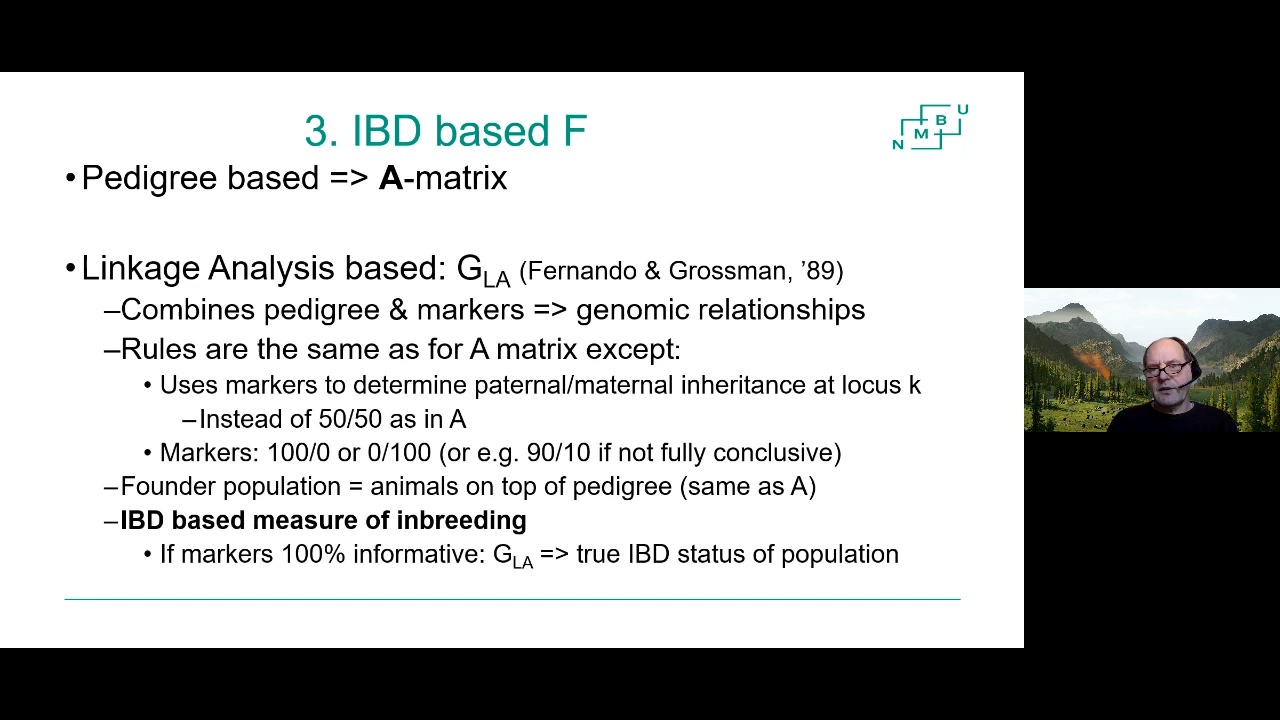 3. IBD based F
N M B U
• Pedigree based => A-matrix
• Linkage Analysis based: GLA (Fernando & Grossman, ’89)
–Combines pedigree & markers => genomic relationships
–Rules are the same as for A matrix except:
• Uses markers to determine paternal/maternal inheritance at locus k
–Instead of 50/50 as in A
• Markers: 100/0 or 0/100 (or e.g. 90/10 if not fully conclusive)
–Founder population = animals on top of pedigree (same as A)
–IBD based measure of inbreeding
• If markers 100% informative: GLA => true IBD status of population